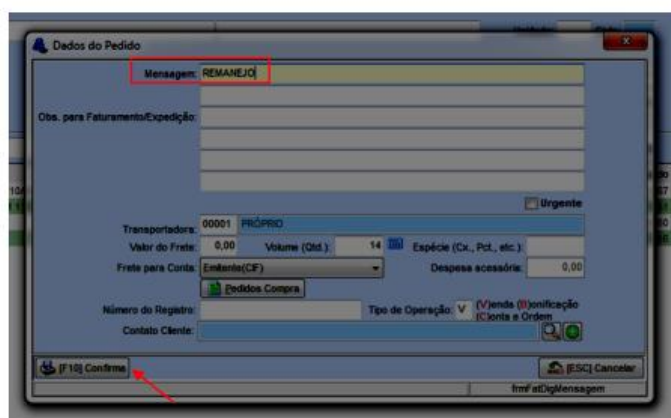 Dados do Pedido
Mensagem: REMANEJO
Obs. para Faturamento/Expedição:
Urgente
Transportadora: 00001 PRÓPRIO
Valor do Frete: 0,00 Volume (Qtd.): 14 Espécie (Cx., Pct., etc.):
Frete para Conta: Emitente(CIF) Despesa acessória: 0,00
Pedidos Compra
Número do Registro: Tipo de Operação: V (V)enda (B)onificação
(C)onta e Ordem
Contato Cliente:
[F10] Confirma [ESC] Cancelar
frmFatDigMensagem